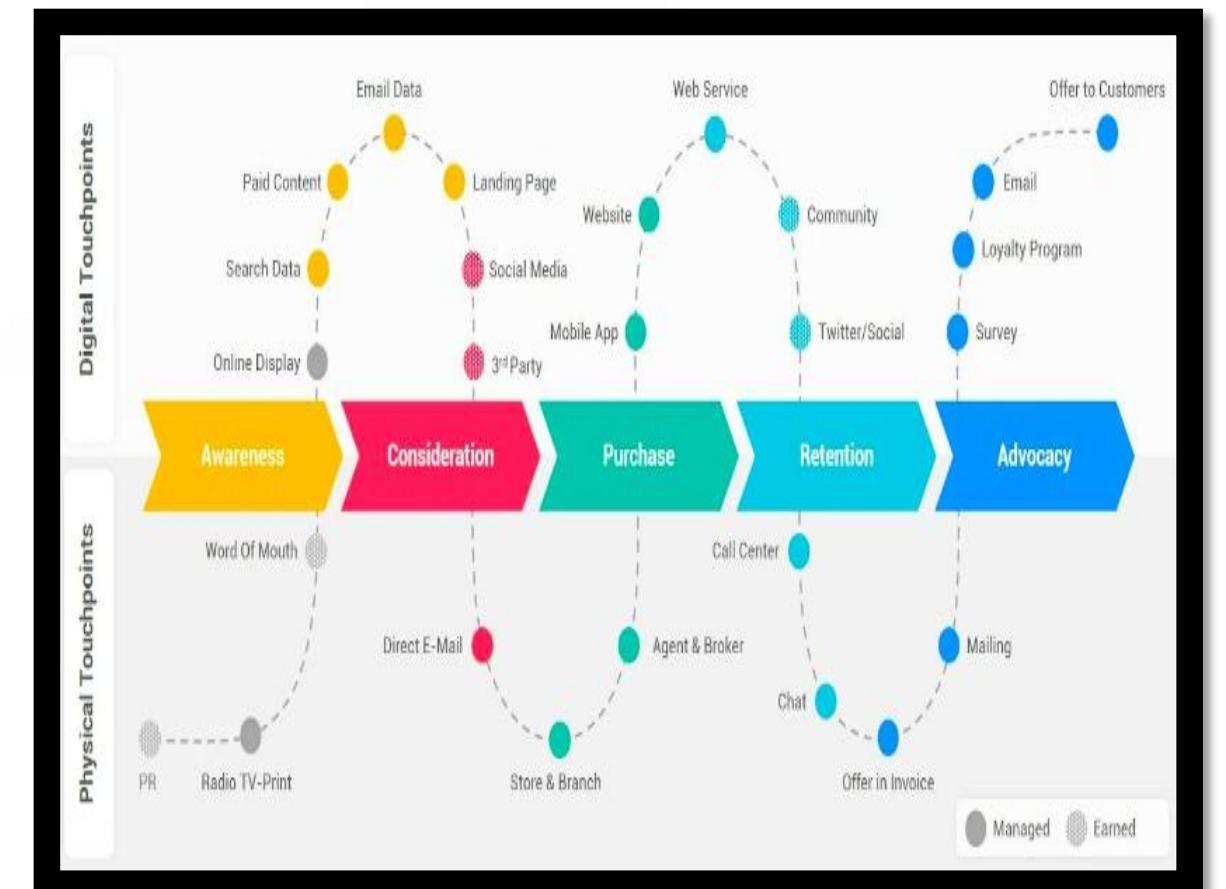 Digital Touchpoints
Email Data
Web Service
Offer to Customers
Paid Content
Landing Page
Email
Website
Community
Loyalty Program
Search Data
Social Media
Mobile App
Twitter/Social
Survey
Online Display
3rd Party
Awareness
Consideration
Purchase
Retention
Advocacy
Physical Touchpoints
Word Of Mouth
Call Center
Direct E-Mail
Agent & Broker
Mailing
Chat
PR
Radio TV-Print
Store & Branch
Offer in Invoice
Managed
Earned